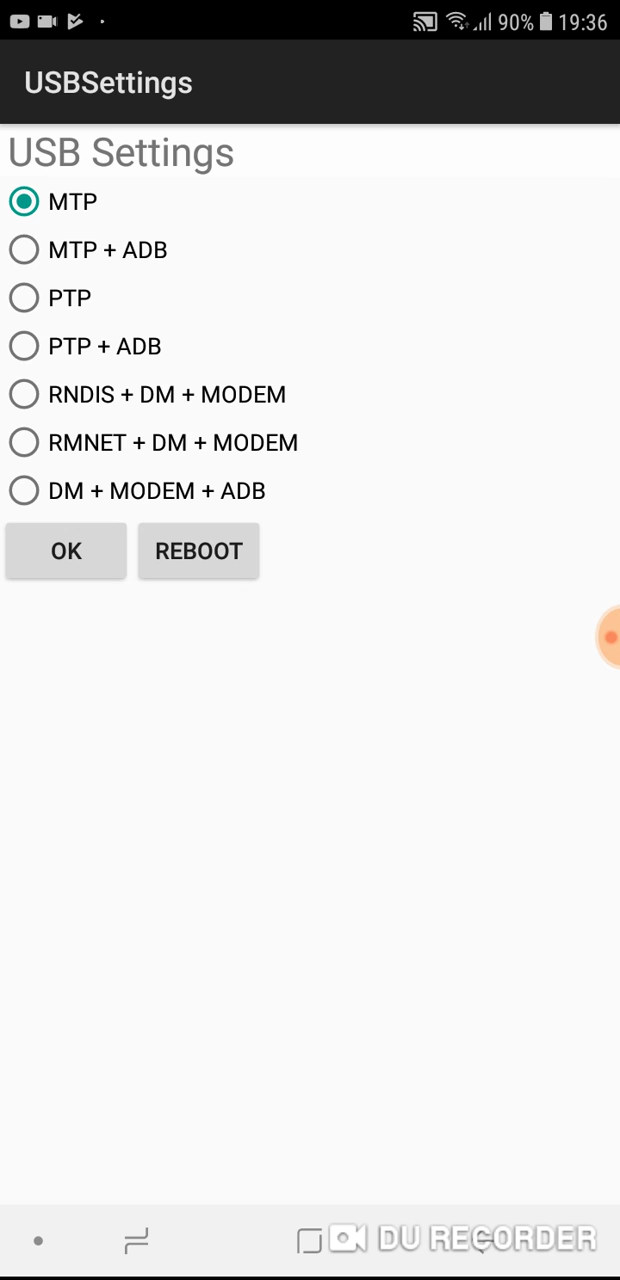 90% 19:36
USBSettings
USB Settings
MTP
MTP + ADB
PTP
PTP + ADB
RNDIS + DM + MODEM
RMNET + DM + MODEM
DM + MODEM + ADB
OK REBOOT
DU RECORDER